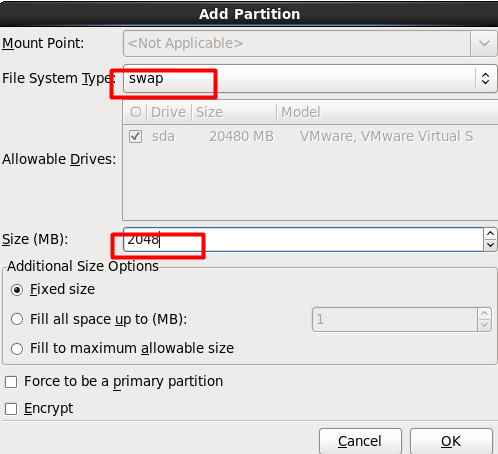 Add Partition
Mount Point: <Not Applicable>
File System Type: swap
Drive Size Model
sda 20480 MB VMware, VMware Virtual S
Allowable Drives:
Size (MB): 2048
Additional Size Options
Fixed size
Fill all space up to (MB): 1
Fill to maximum allowable size
Force to be a primary partition
Encrypt
Cancel OK